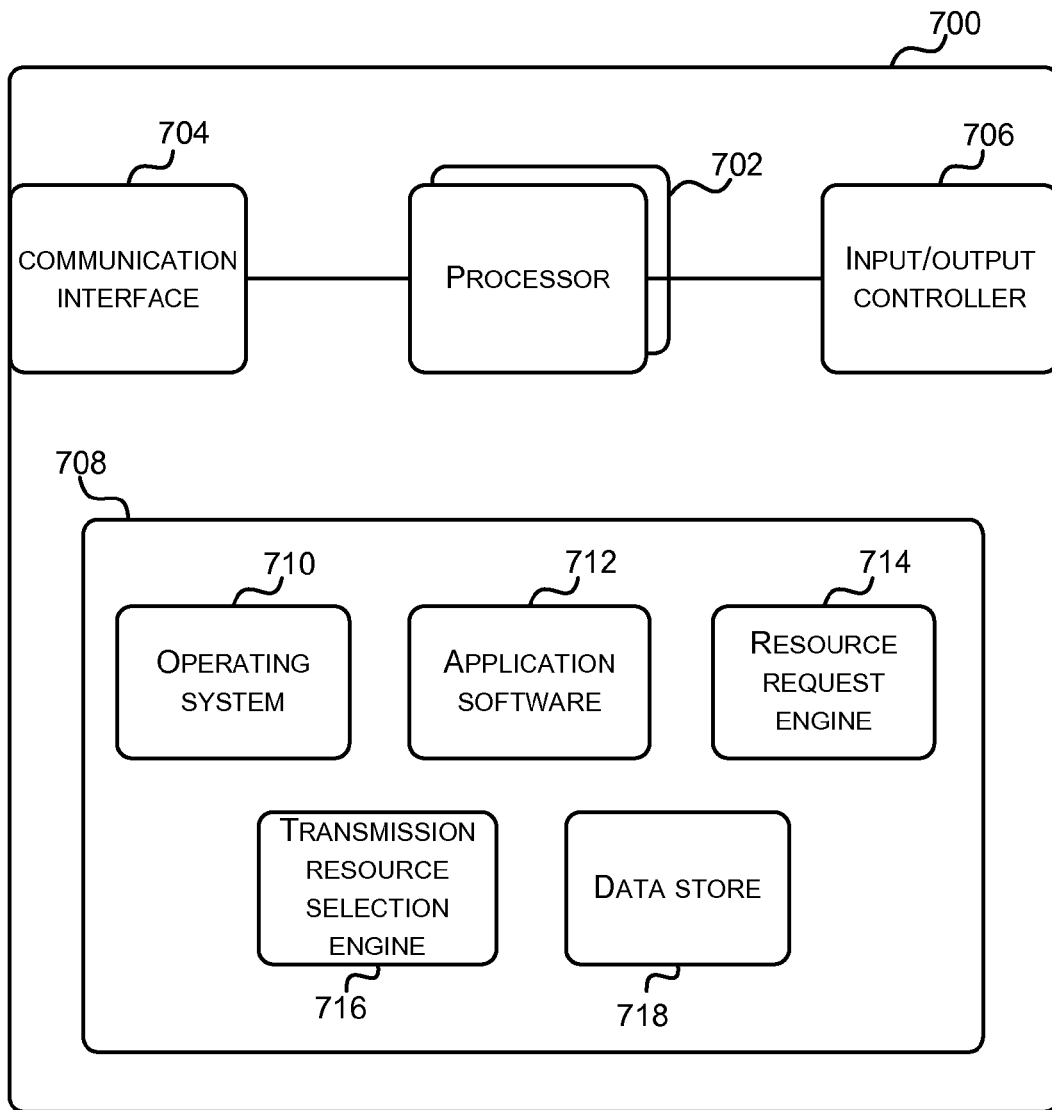 700
704
702
706
COMMUNICATION
INTERFACE
PROCESSOR
INPUT/OUTPUT
CONTROLLER
708
710
712
714
OPERATING
SYSTEM
APPLICATION
SOFTWARE
RESOURCE
REQUEST
ENGINE
TRANSMISSION
RESOURCE
SELECTION
ENGINE
DATA STORE
716
718